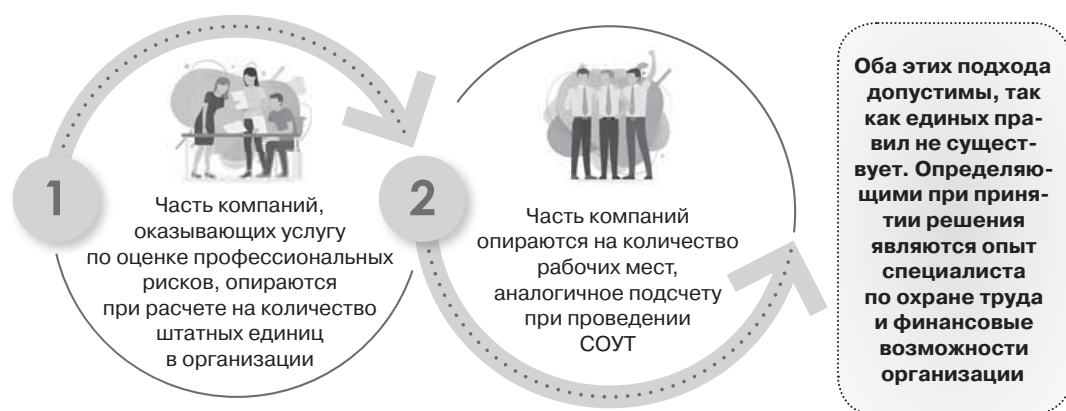 1
Часть компаний,
оказывающих услугу
по оценке профессиональных
рисков, опираются
при расчете на количество
штатных единиц
в организации
2
Часть компаний
опираются на количество
рабочих мест,
аналогичное подсчету
при проведении
СОУТ
Оба этих подхода
допустимы, так
как единых пра-
вил не сущест-
вует. Определяю-
щими при приня-
тии решения
являются опыт
специалиста
по охране труда
и финансовые
возможности
организации